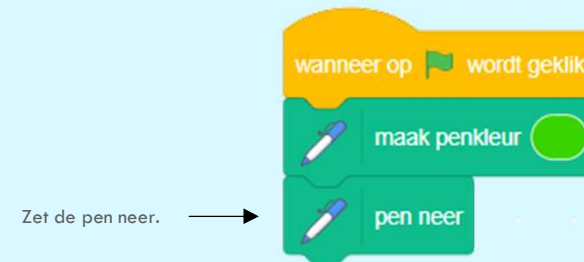 wanneer op wordt geklik
maak penkleur
Zet de pen neer.
pen neer